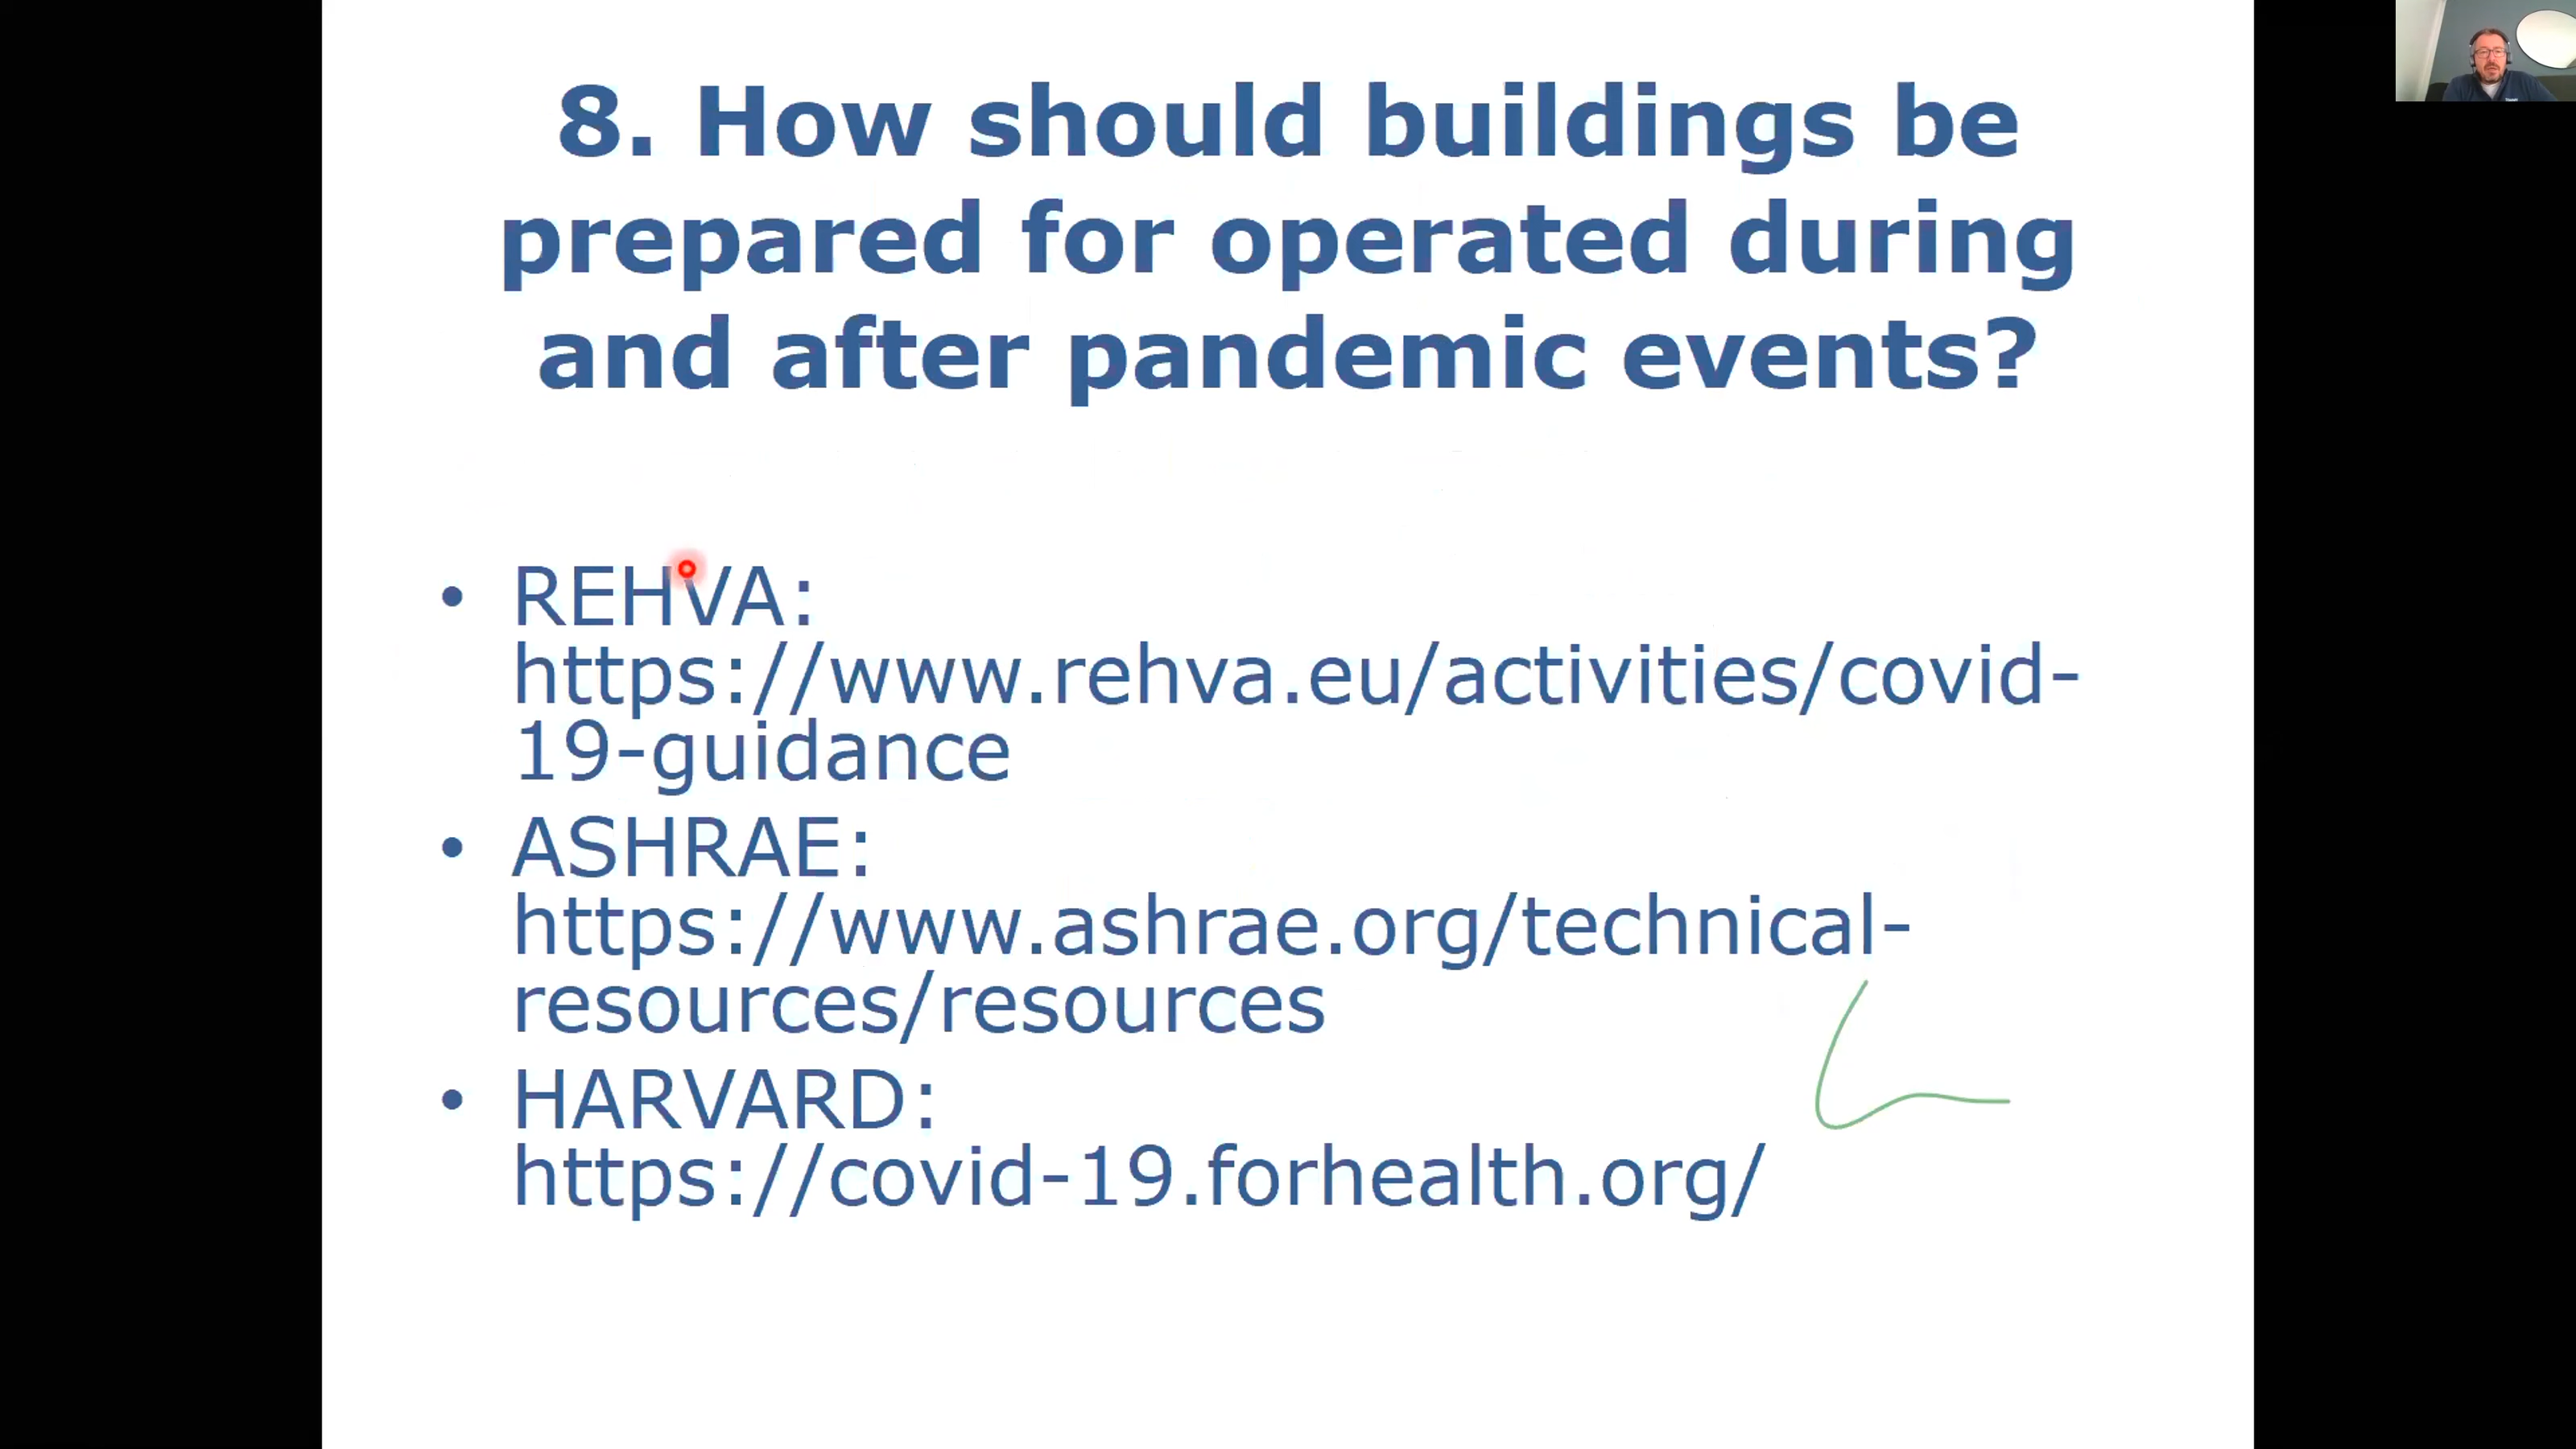 8. How should buildings be
prepared for operated during
and after pandemic events?
• REHVA:
https://www.rehva.eu/activities/covid-
19-guidance
• ASHRAE:
https://www.ashrae.org/technical-
resources/resources
• HARVARD:
https://covid-19.forhealth.org/